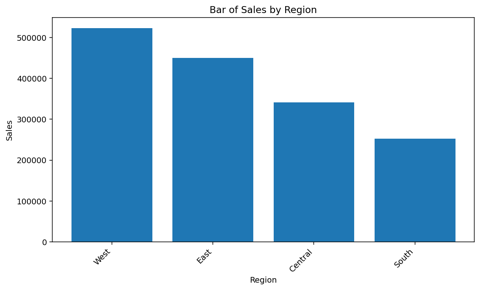 Bar of Sales by Region
Sales
500000
400000
300000
200000
100000
0
West
East
Central
South
Region